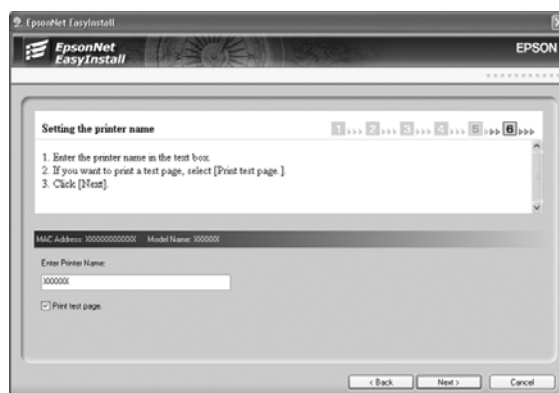 EpsonNet EasyInstall
EpsonNet
EasyInstall
EPSON
Setting the printer name
1 2 3 4 5 6
1. Enter the printer name in the text box.
2. If you want to print a test page, select [Print test page.]
3. Click [Next].
MAC Address: XXXXXXXXXXXX Model Name: XXXXXX
Enter Printer Name:
XXXXXX
Print test page.
< Back
Next >
Cancel